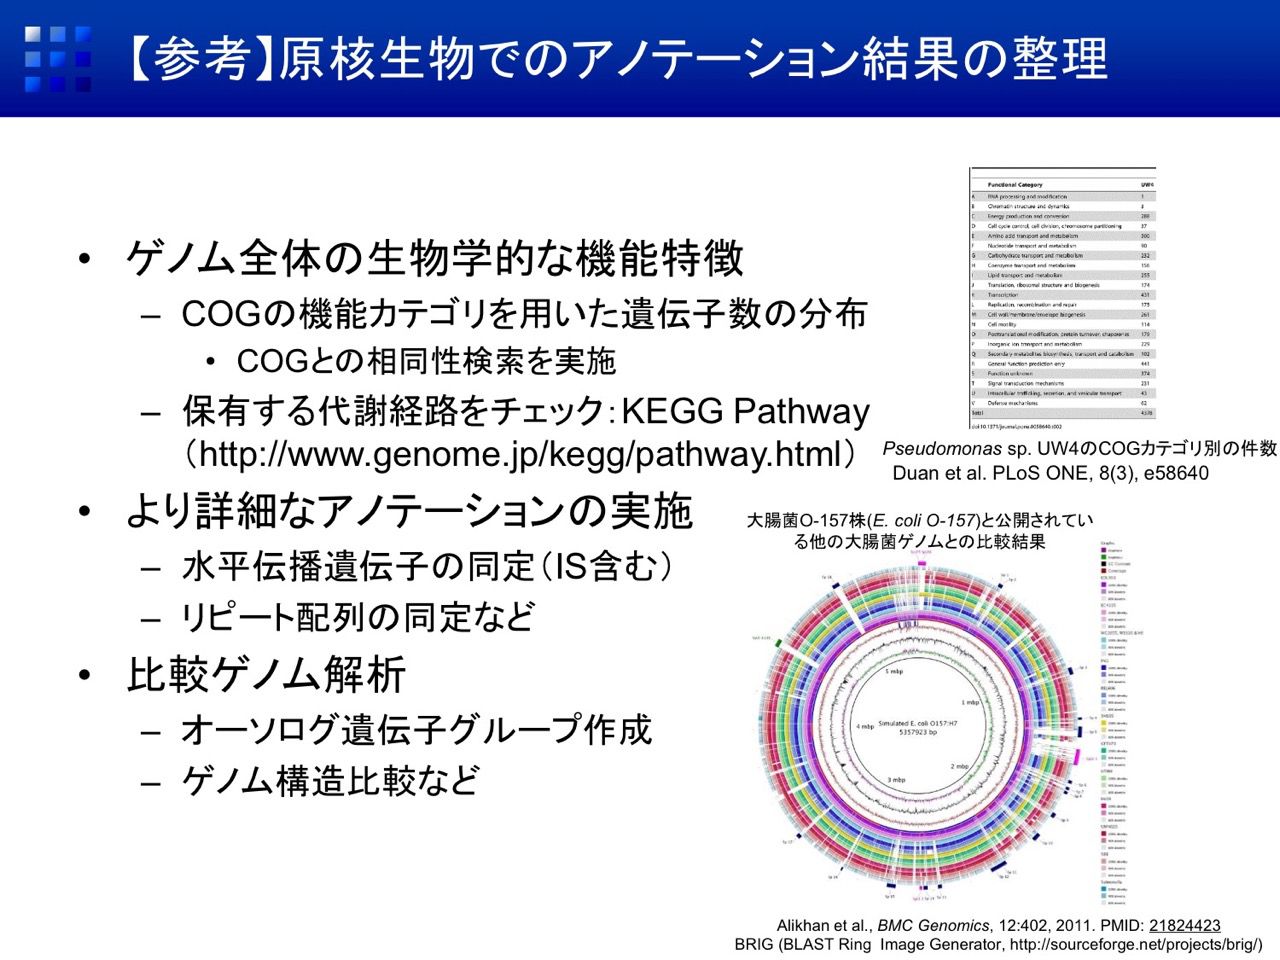 【参考】原核生物でのアノテーション結果の整理
• ゲノム全体の生物学的な機能特徴
– COGの機能カテゴリを用いた遺伝子数の分布
• COGとの相同性検索を実施
– 保有する代謝経路をチェック：KEGG Pathway
（http://www.genome.jp/kegg/pathway.html）
• より詳細なアノテーションの実施
– 水平伝播遺伝子の同定（IS含む）
– リピート配列の同定など
• 比較ゲノム解析
– オーソログ遺伝子グループ作成
– ゲノム構造比較など
Functional Category UW4
A RNA processing and modification 1
B Chromatin structure and dynamics
C Energy production and conversion 288
D Cell cycle control, cell division, chromosome partitioning 37
E Amino acid transport and metabolism
F Nucleotide transport and metabolism 90
G Carbohydrate transport and metabolism 232
H Coenzyme transport and metabolism
I Lipid transport and metabolism 255
J Translation, ribosomal structure and biogenesis 174
K Transcription 431
L Replication, recombination and repair 175
M Cell wall/membrane/envelope biogenesis 261
N Cell motility 114
O Posttranslational modification, protein turnover, chaperones
P Inorganic ion transport and metabolism 229
Q Secondary metabolites biosynthesis, transport and catabolism 102
R General function prediction only
S Function unknown 374
T Signal transduction mechanisms
U Intracellular trafficking, secretion, and vesicular transport
V Defense mechanisms 62
Total
Pseudomonas sp. UW4のCOGカテゴリ別の件数
Duan et al. PLoS ONE, 8(3), e58640
大腸菌O-157株(E. coli O-157)と公開されてい
る他の大腸菌ゲノムとの比較結果
5 mbp
1 mbp
4 mbp
Simulated E. coli O157:H7
5357923 bp
2 mbp
3 mbp
Alikhan et al., BMC Genomics, 12:402, 2011. PMID: 21824423
BRIG (BLAST Ring Image Generator, http://sourceforge.net/projects/brig/)